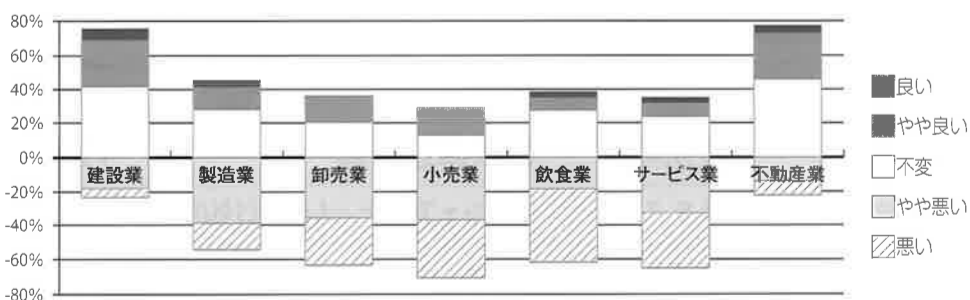 80%
60%
40%
20%
0%
-20%
-40%
-60%
-80%
建設業
製造業
卸売業
小売業
飲食業
サービス業
不動産業
良い
やや良い
不変
やや悪い
悪い